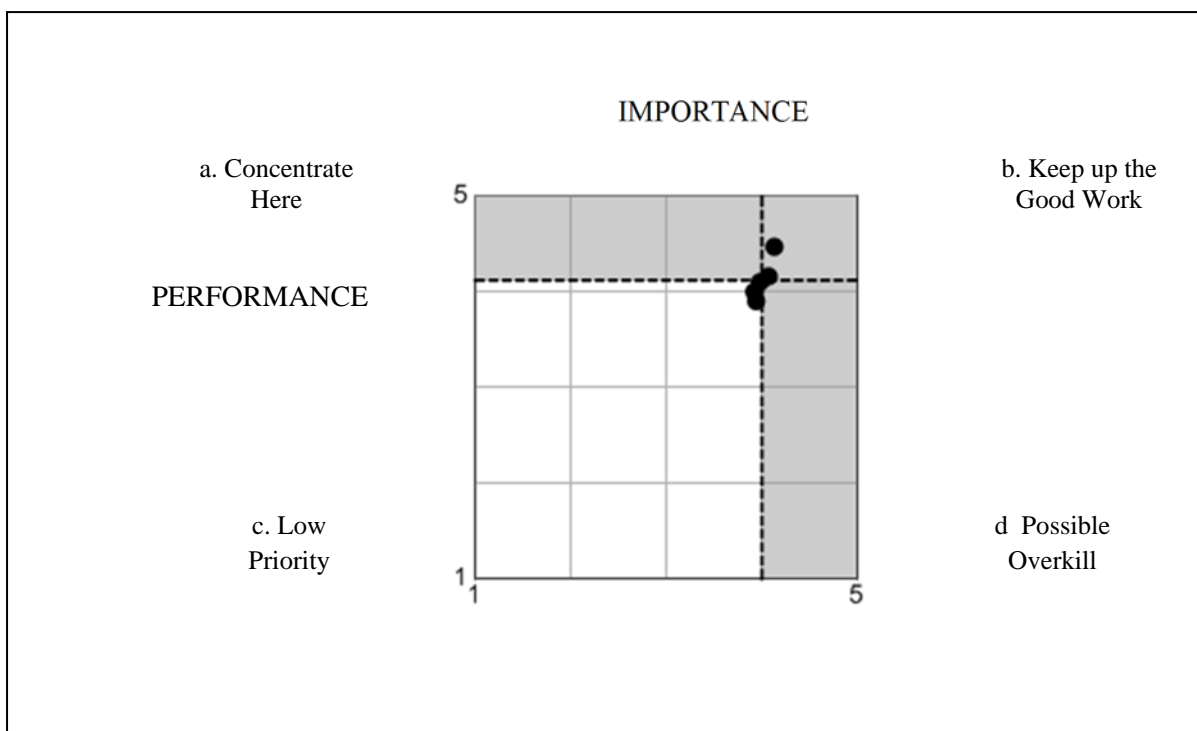 IMPORTANCE
a. Concentrate
Here
b. Keep up the
Good Work
5
PERFORMANCE
c. Low
Priority
d Possible
Overkill
1
1
5